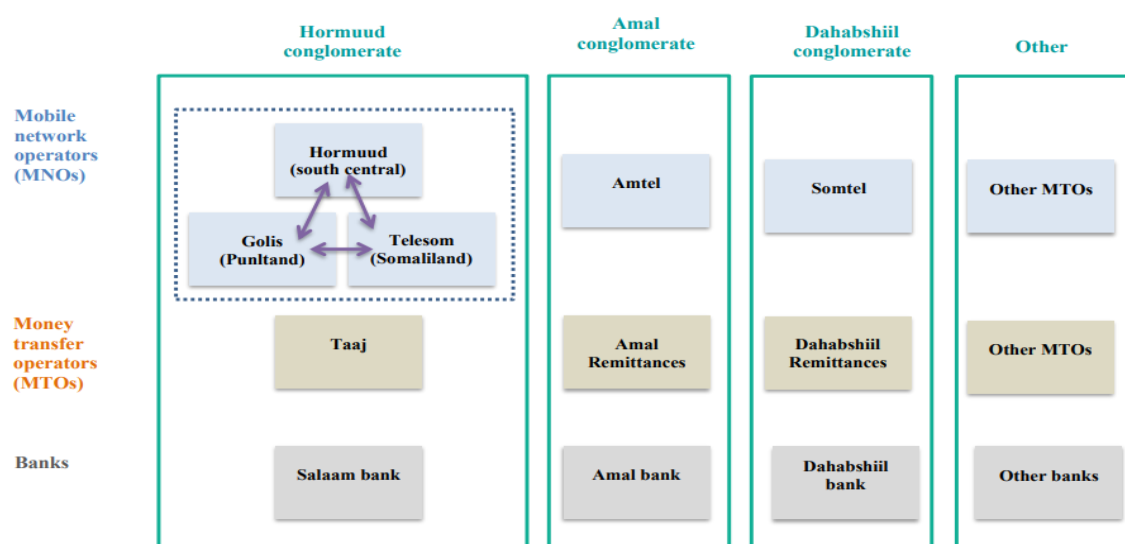 Hormuud
conglomerate
Amal
conglomerate
Dahabshiil
conglomerate
Other
Mobile
network
operators
(MNOs)
Hormuud
(south central)
Golis
(Punltand)
Telesom
(Somaliland)
Amtel
Somtel
Other MTOs
Money
transfer
operators
(MTOs)
Taaj
Amal
Remittances
Dahabshiil
Remittances
Other MTOs
Banks
Salaam bank
Amal bank
Dahabshiil
bank
Other banks